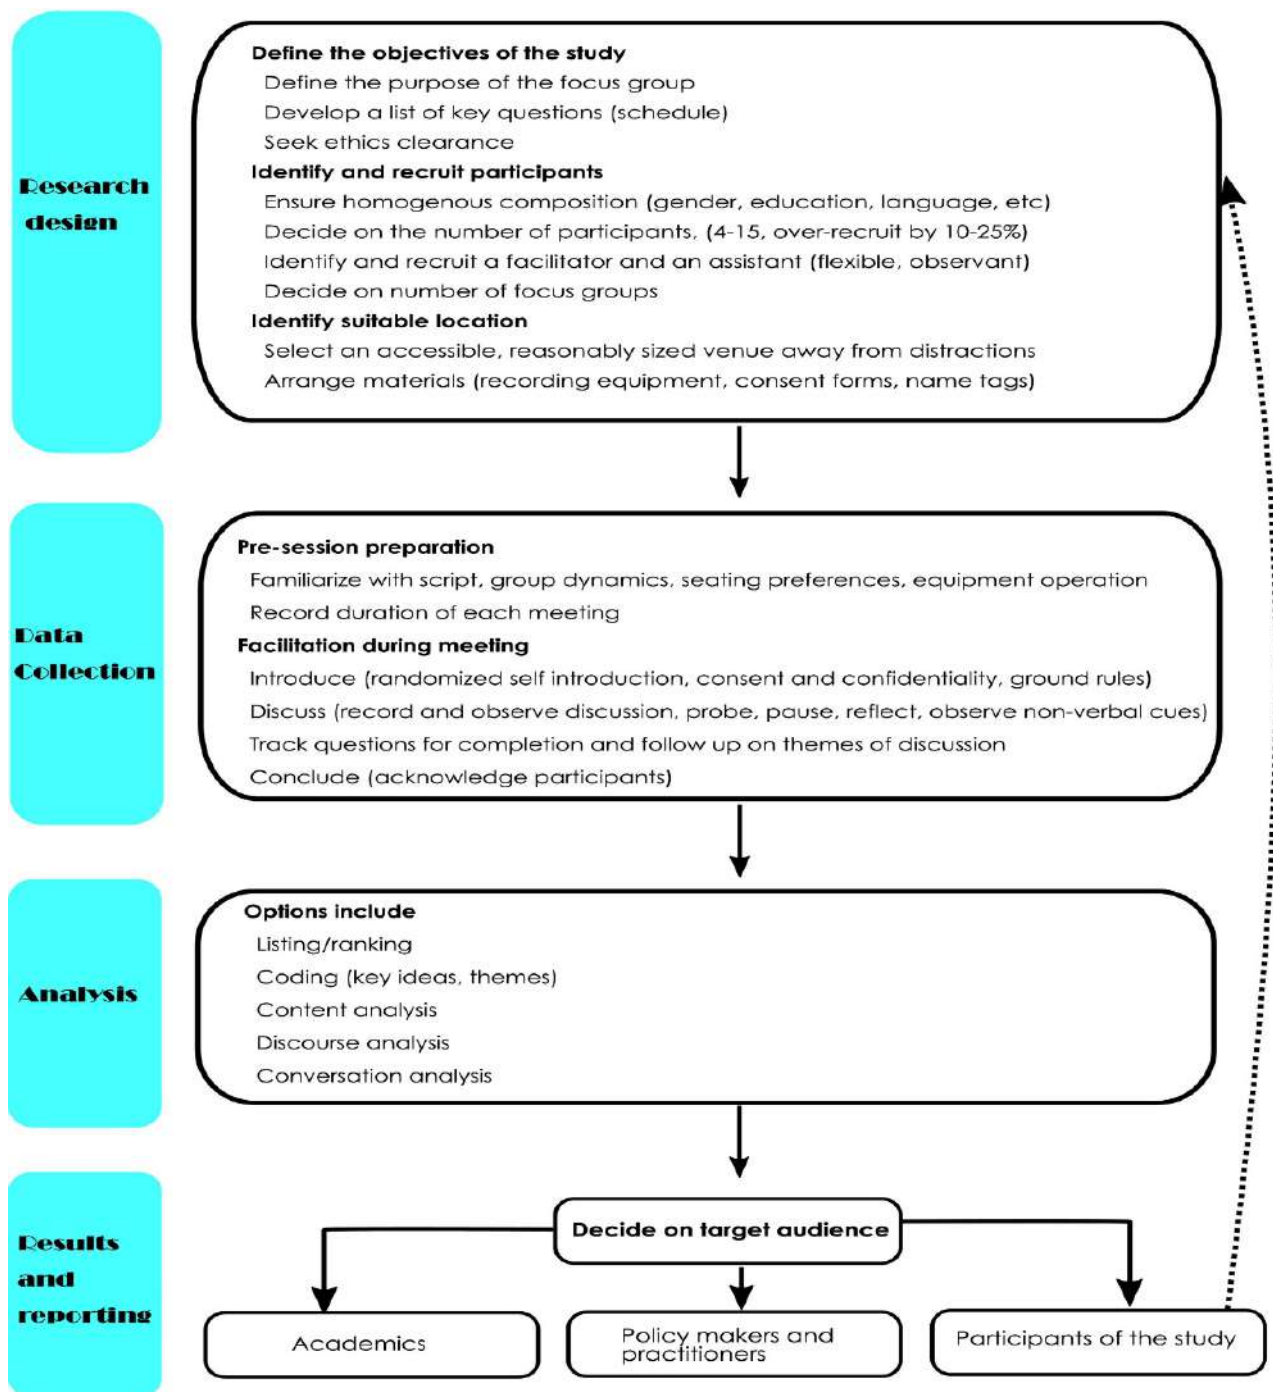 Research
design
Define the objectives of the study
Define the purpose of the focus group
Develop a list of key questions (schedule)
Seek ethics clearance
Identify and recruit participants
Ensure homogenous composition (gender, education, language, etc)
Decide on the number of participants, (4-15, over-recruit by 10-25%)
Identify and recruit a facilitator and an assistant (flexible, observant)
Decide on number of focus groups
Identify suitable location
Select an accessible, reasonably sized venue away from distractions
Arrange materials (recording equipment, consent forms, name tags)
Data
Collection
Pre-session preparation
Familiarize with script, group dynamics, seating preferences, equipment operation
Record duration of each meeting
Facilitation during meeting
Introduce (randomized self introduction, consent and confidentiality, ground rules)
Discuss (record and observe discussion, probe, pause, reflect, observe non-verbal cues)
Track questions for completion and follow up on themes of discussion
Conclude (acknowledge participants)
Analysis
Options include
Listing/ranking
Coding (key ideas, themes)
Content analysis
Discourse analysis
Conversation analysis
Results
and
reporting
Decide on target audience
Academics
Policy makers and
practitioners
Participants of the study